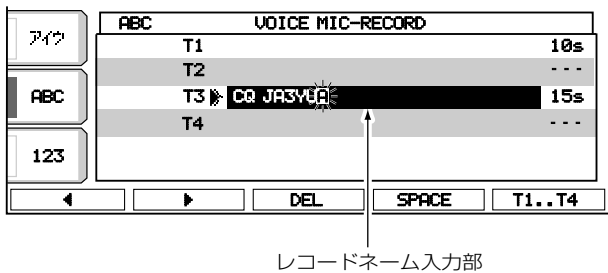 アイウ
ABC
123
ABC VOICE MIC-RECORD
T1 10s
T2 ---
T3 CQ JA3YUA 15s
T4 ---
◀ ▶ DEL SPACE T1..T4
レコードネーム入力部